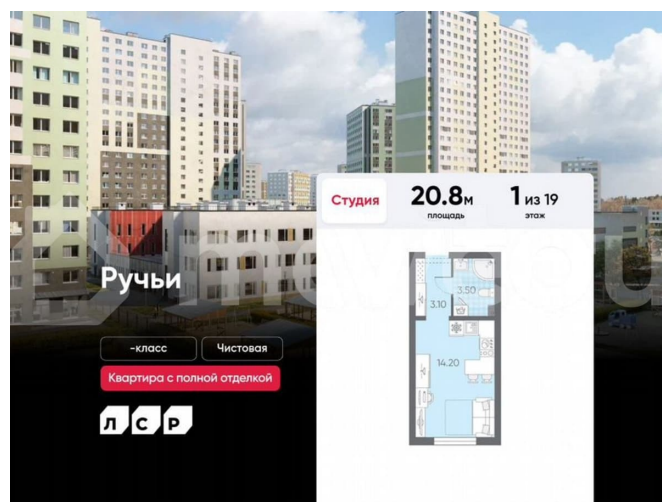 Студия
20.8м
площадь
1 из 19
этаж
Ручьи
-класс
Чистовая
Квартира с полной отделкой
ЛСР
3.50
3.10
14.20